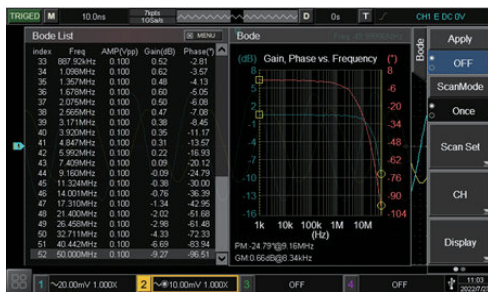 TRIGED M 10.0ns 7kpts 1GSa/s D 0s T CH1 E DC 0V
Bode List MENU
index Freq AMP(Vpp) Gain(dB) Phase(°)
33 887.92kHz 0.100 0.52 -2.81
34 1.098MHz 0.100 0.62 -3.57
35 1.357MHz 0.100 0.48 -4.13
36 1.678MHz 0.100 0.60 -5.05
37 2.075MHz 0.100 0.50 -6.08
38 2.565MHz 0.100 0.47 -7.08
39 3.171MHz 0.100 0.38 -8.45
40 3.920MHz 0.100 0.35 -11.17
41 4.847MHz 0.100 0.31 -13.57
42 5.992MHz 0.100 0.22 -16.93
43 7.409MHz 0.100 0.09 -20.12
44 9.160MHz 0.100 -0.09 -24.79
45 11.324MHz 0.100 -0.38 -30.00
46 14.001MHz 0.100 -0.76 -36.39
47 17.310MHz 0.100 -1.34 -42.95
48 21.400MHz 0.100 -2.02 -51.68
49 26.458MHz 0.100 -2.98 -61.48
50 32.711MHz 0.100 -4.33 -72.33
51 40.442MHz 0.100 -6.69 -83.94
52 50.000MHz 0.100 -9.27 -96.51
Bode
(dB) Gain, Phase vs. Frequency (°)
8 8
5 -6
2 -20
-1 -34
-4 -48
-7 -62
-10 -76
-13 -90
-16 -104
1k 10k 100k 1M 10M
(Hz)
PM:-24.79°@9.16MHz
GM:0.66dB@8.34kHz
Bode
Apply
OFF
ScanMode
Once
Scan Set
CH
Display
1 20.00mV 1.000X 2 10.00mV 1.000X 3 OFF 4 OFF
11:03